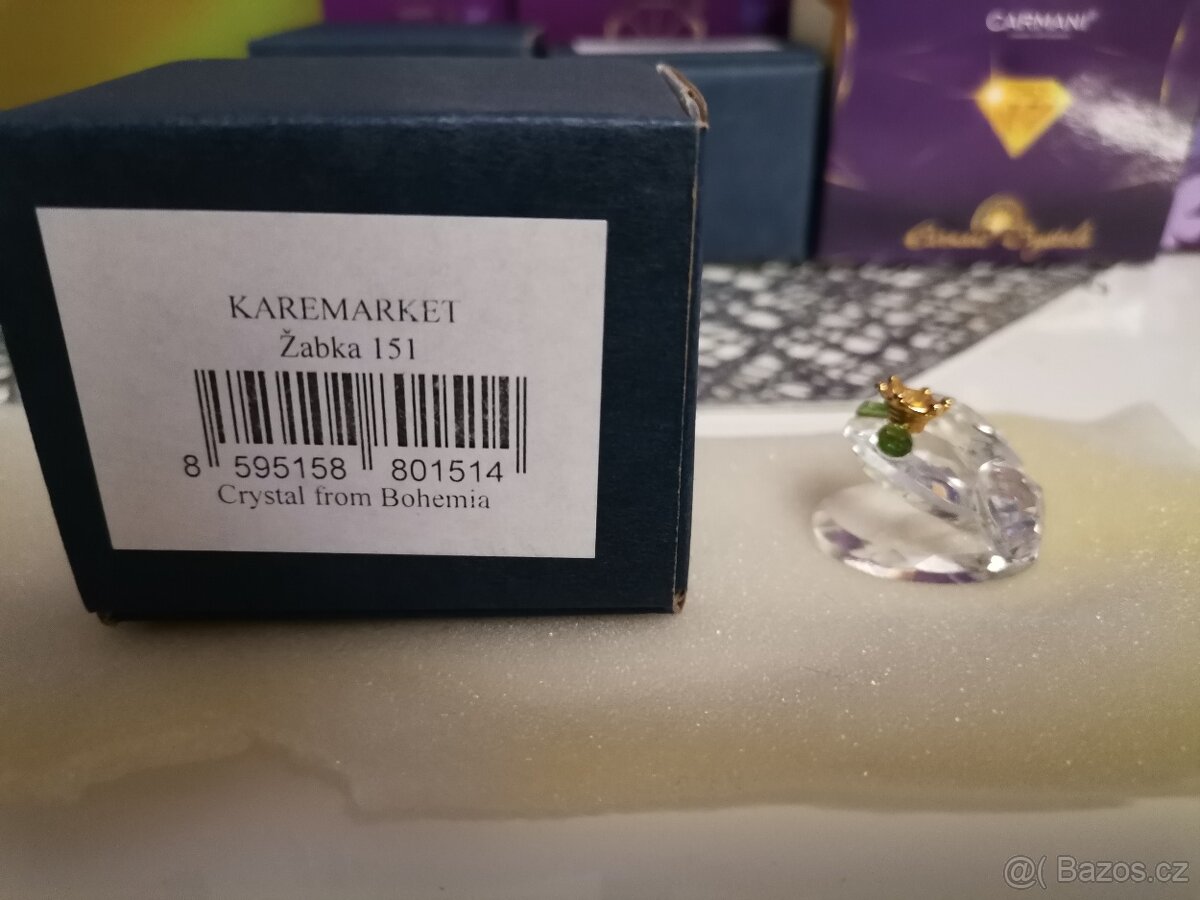 CARMANI
KAREMARKET
Žabka 151
8 595158 801514
Crystal from Bohemia
@( Bazos.cz